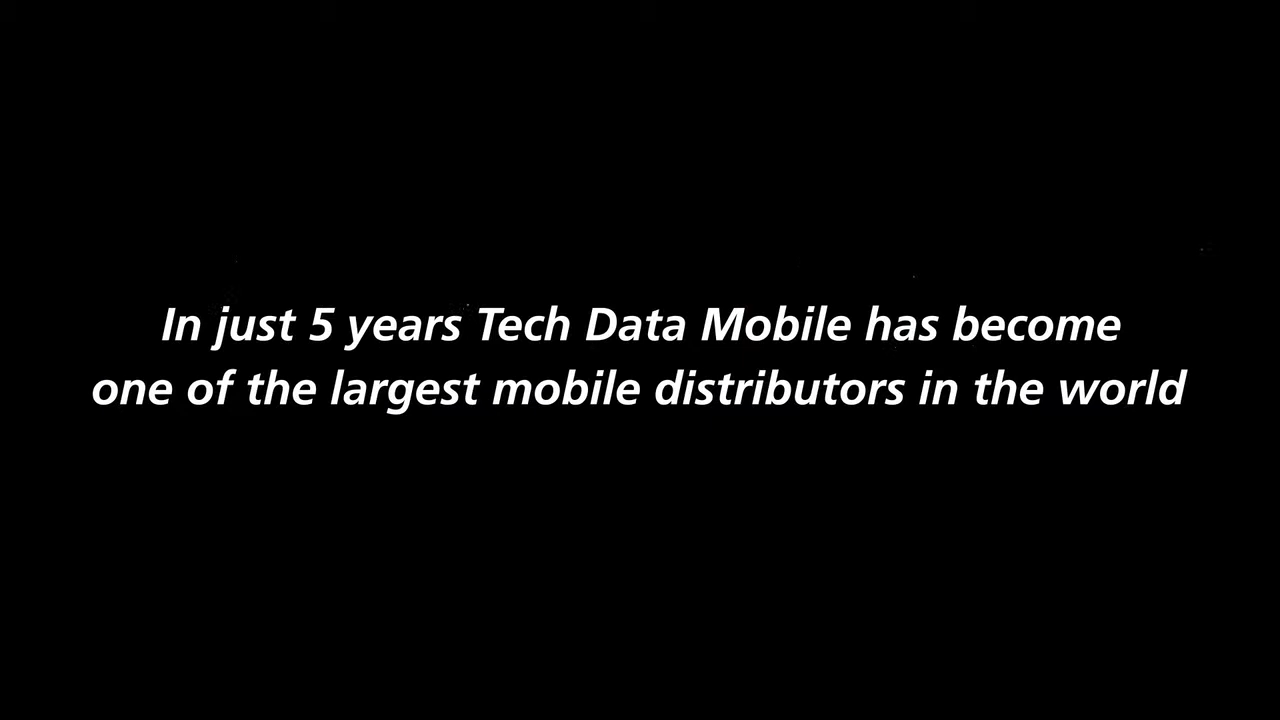 In just 5 years Tech Data Mobile has become
one of the largest mobile distributors in the world